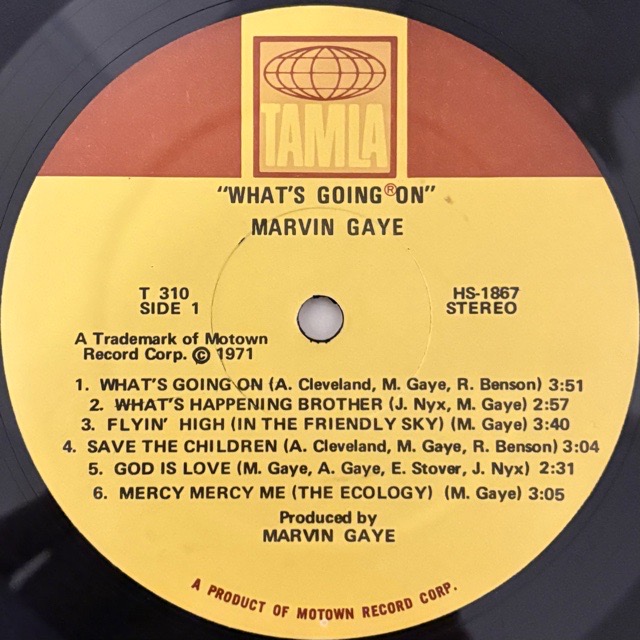 TAMLA
"WHAT'S GOING® ON"
MARVIN GAYE
T 310
SIDE 1
HS-1867
STEREO
A Trademark of Motown
Record Corp. © 1971
1. WHAT'S GOING ON (A. Cleveland, M. Gaye, R. Benson) 3:51
2. WHAT'S HAPPENING BROTHER (J. Nyx, M. Gaye) 2:57
3. FLYIN' HIGH (IN THE FRIENDLY SKY) (M. Gaye) 3:40
4. SAVE THE CHILDREN (A. Cleveland, M. Gaye, R. Benson) 3:04
5. GOD IS LOVE (M. Gaye, A. Gaye, E. Stover, J. Nyx) 2:31
6. MERCY MERCY ME (THE ECOLOGY) (M. Gaye) 3:05
Produced by
MARVIN GAYE
A PRODUCT OF MOTOWN RECORD CORP.